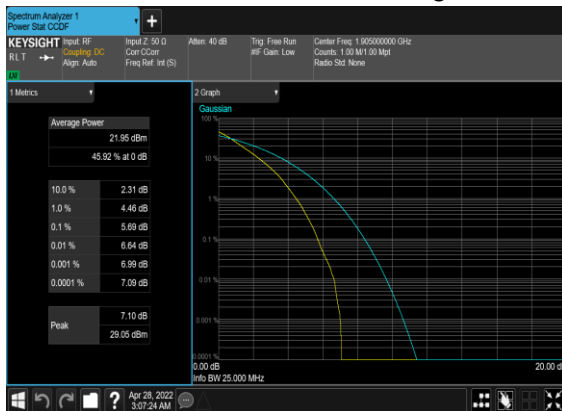 Spectrum Analyzer 1
Power Stat CCDF
KEYSIGHT
RLT
Input: RF
Coupling: DC
Align: Auto
Input Z: 50 Ω
Corr CCorr
Freq Ref: Int (S)
Atten: 40 dB
Trig: Free Run
#IF Gain: Low
Center Freq: 1.905000000 GHz
Counts: 1.00 M/1.00 Mpt
Radio Std: None
1 Metrics
Average Power
21.95 dBm
45.92 % at 0 dB
10.0 % 2.31 dB
1.0 % 4.46 dB
0.1 % 5.69 dB
0.01 % 6.64 dB
0.001 % 6.99 dB
0.0001 % 7.09 dB
Peak
7.10 dB
29.05 dBm
2 Graph
Gaussian
100 %
10 %
1 %
0.1 %
0.01 %
0.001 %
0.0001 %
0.00 dB 20.00 d
Info BW 25.000 MHz
? Apr 28, 2022
3:07:24 AM